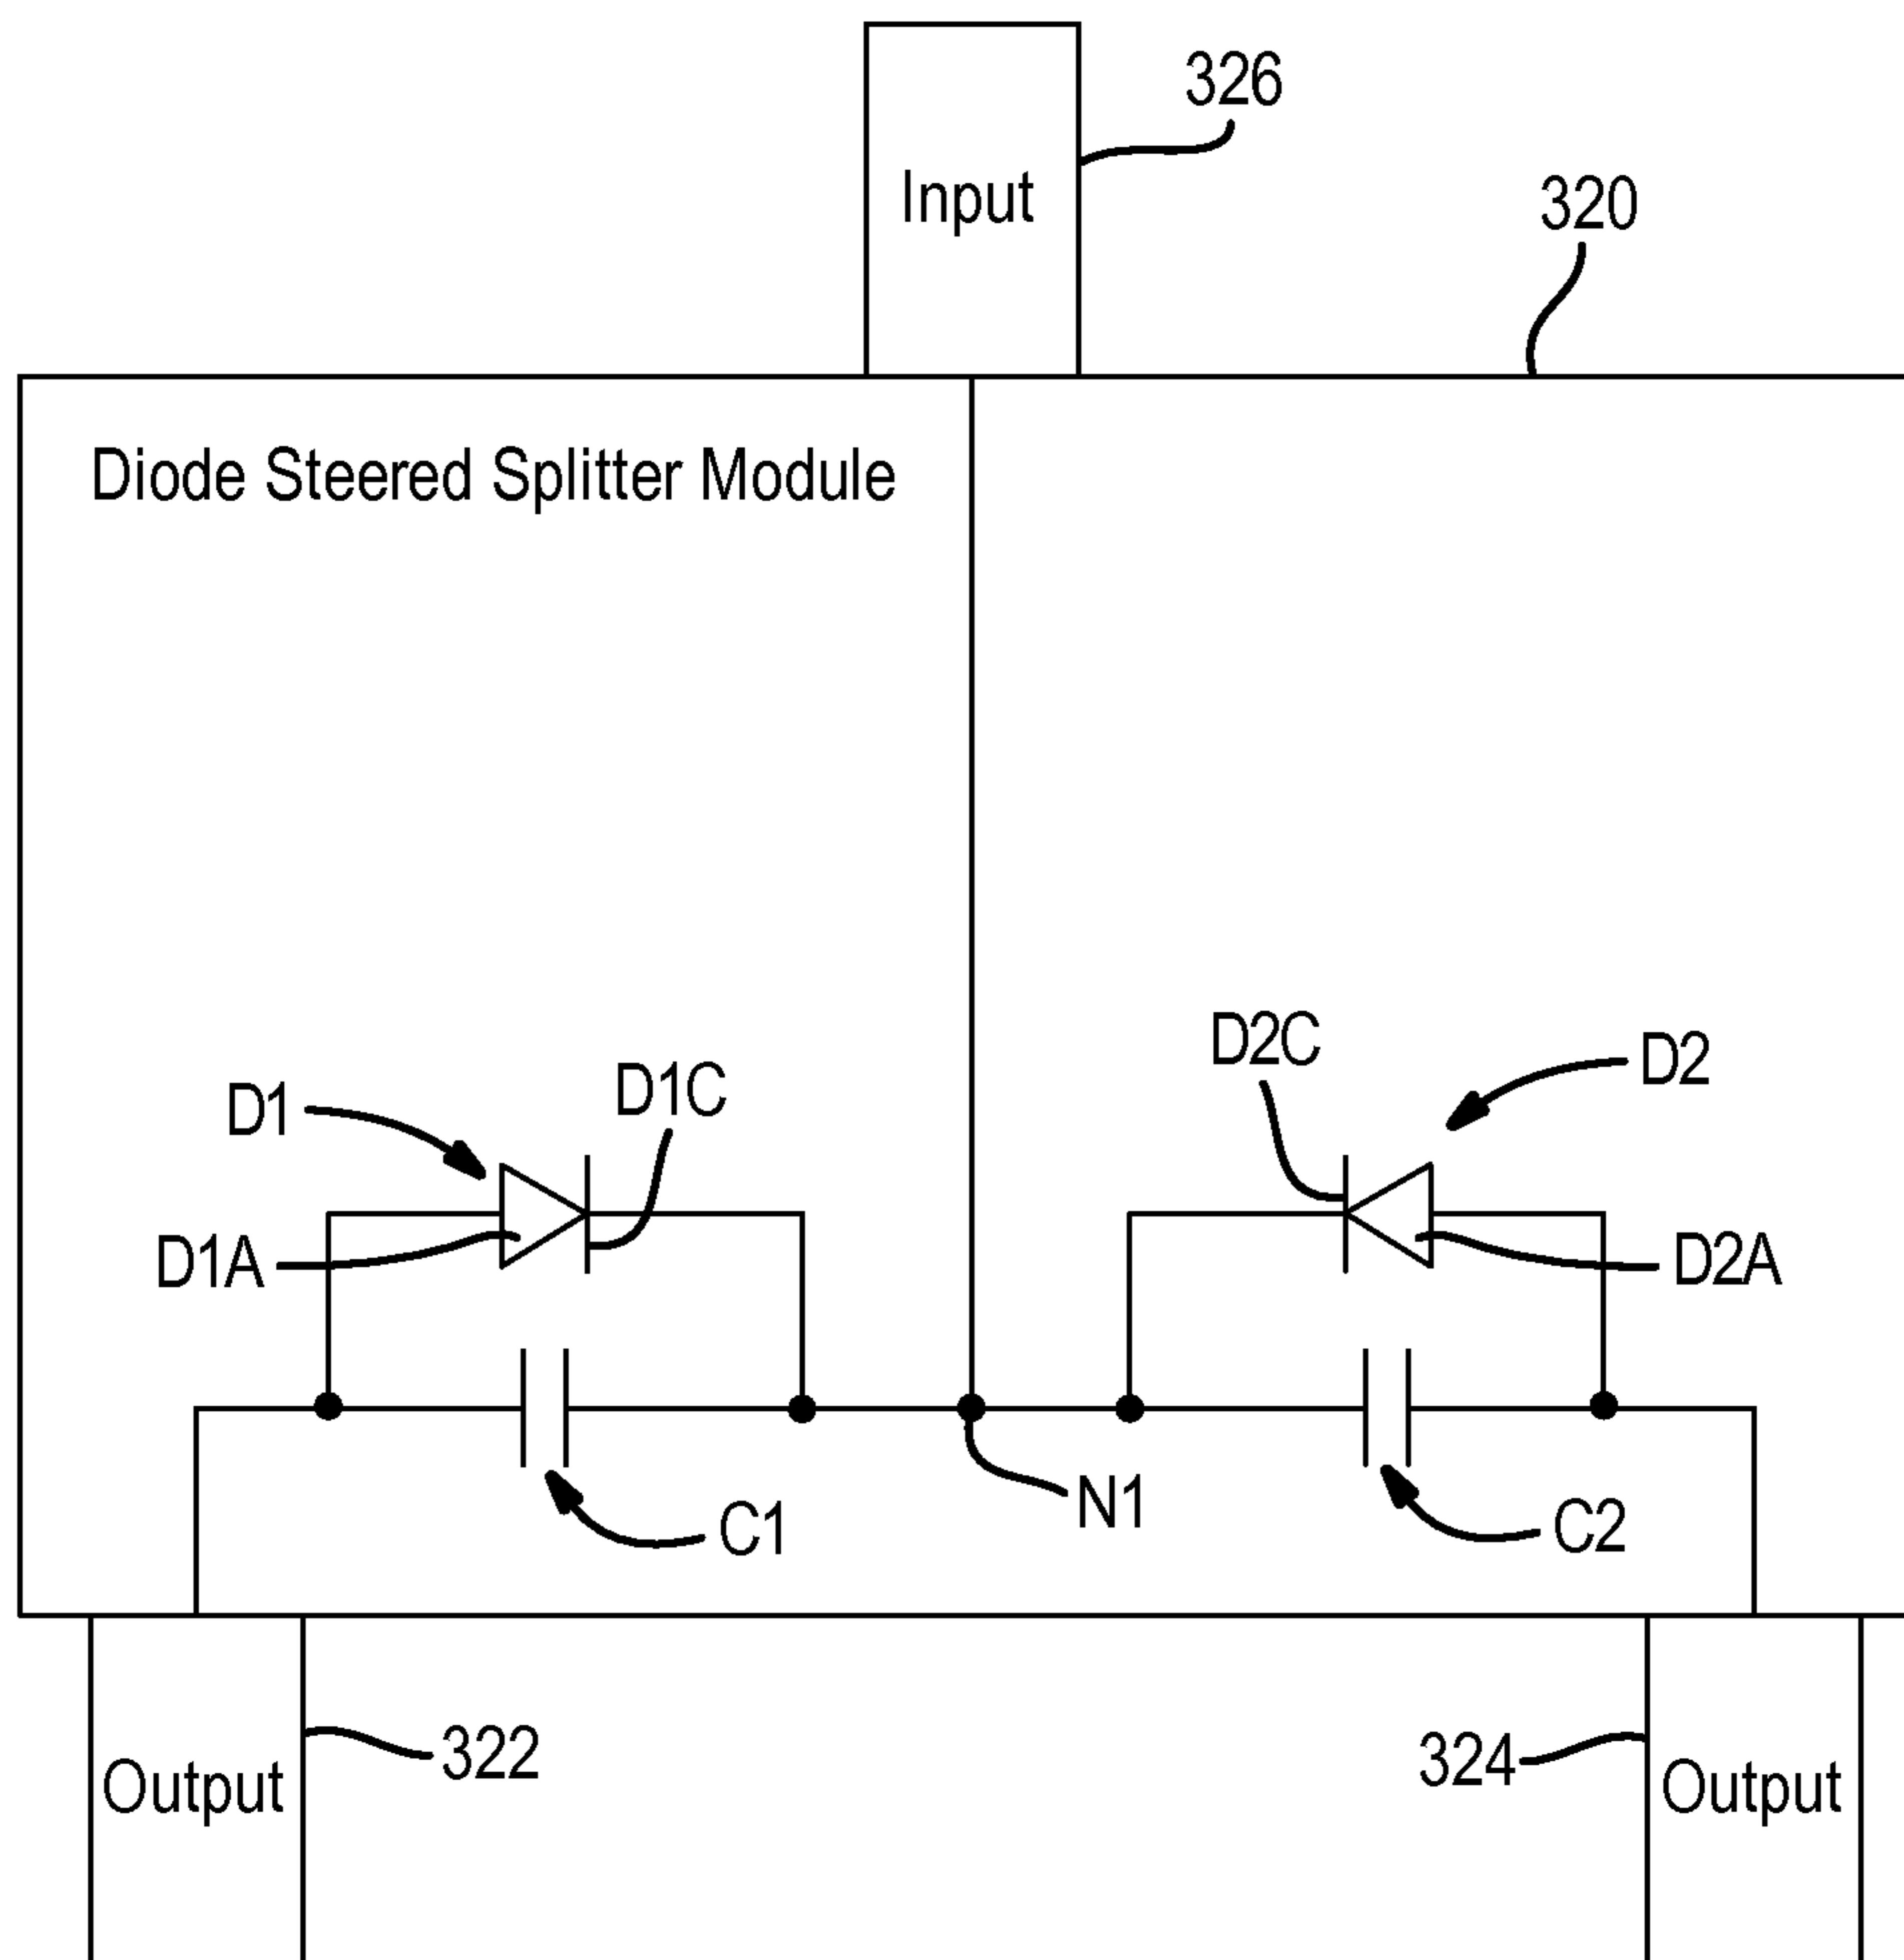 326
Input
320
Diode Steered Splitter Module
D2C
D2
D1C
D1
D1A
D2A
N1
C1
C2
322
324
Output
Output